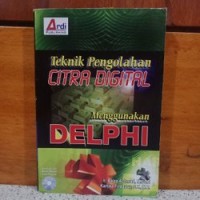 Ardi
Teknik Pengolahan
CITRA DIGITAL
Menggunakan
DELPHI